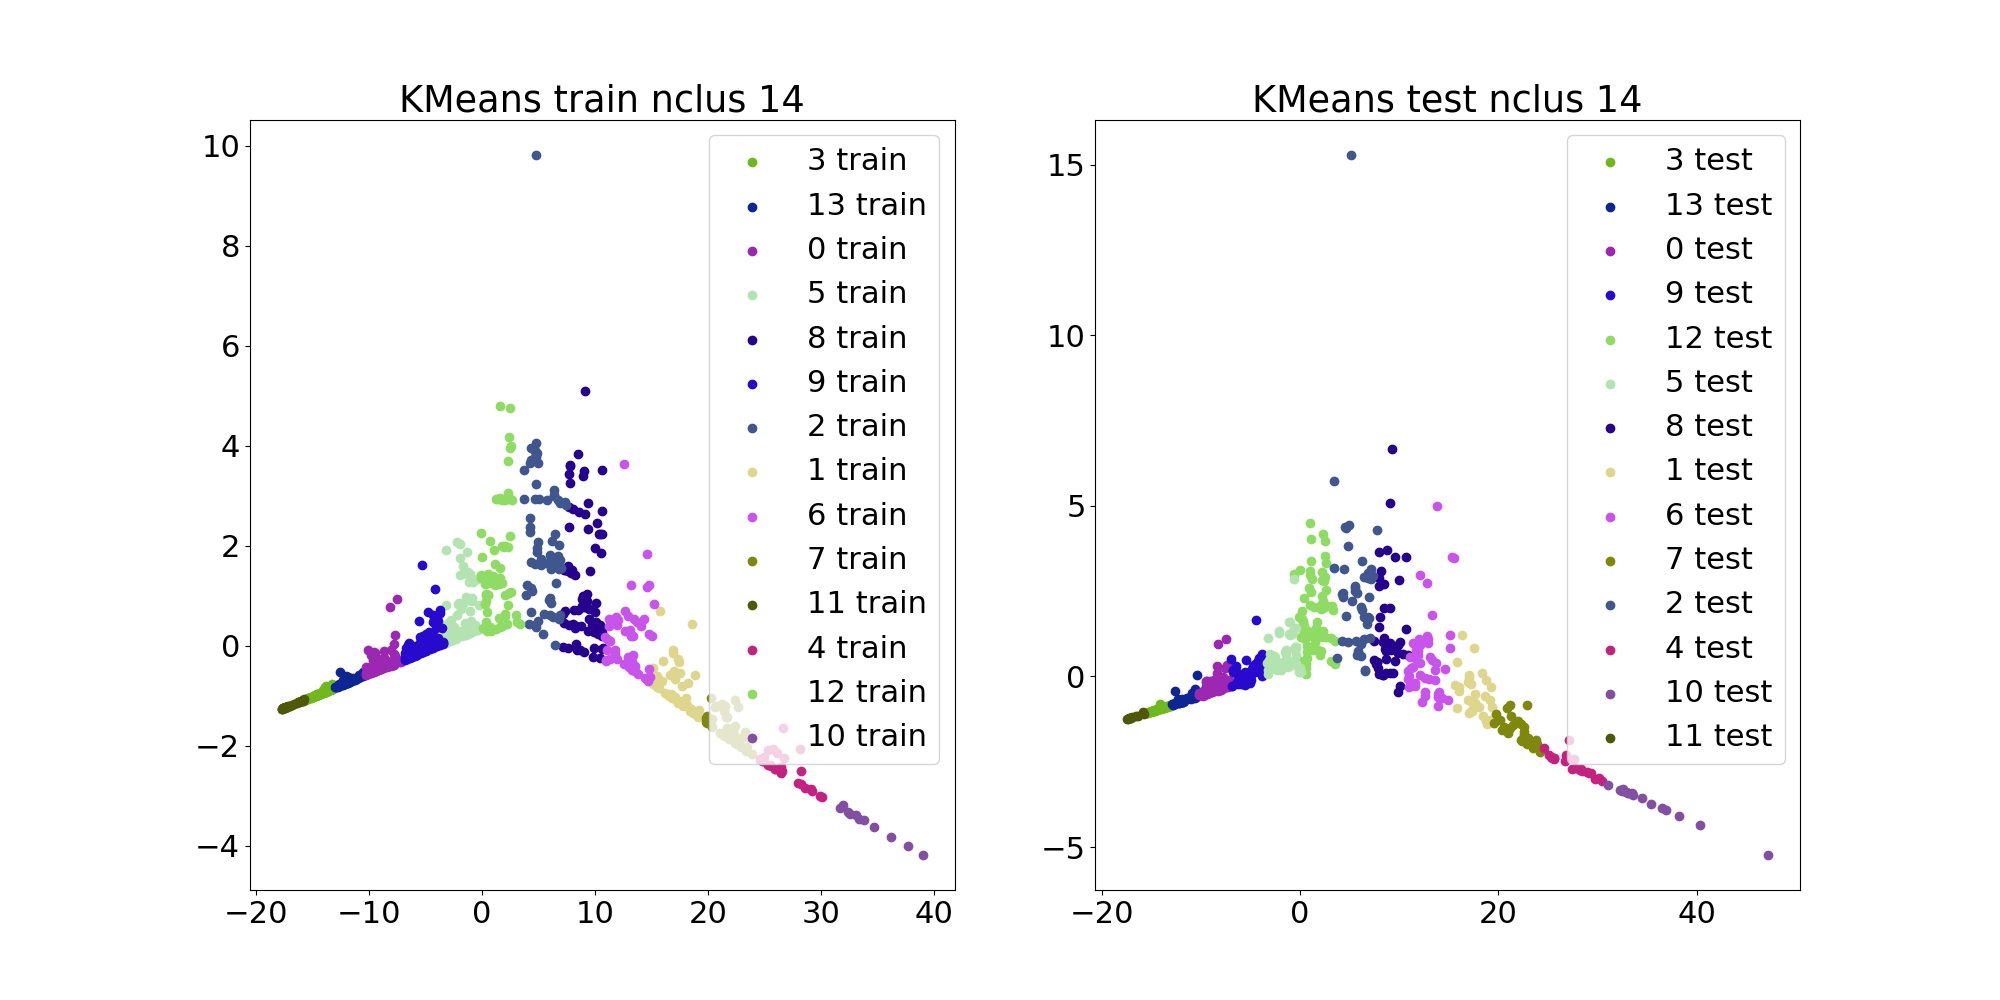 KMeans train nclus 14
10
8
6
4
2
0
−2
−4
−20
−10
0
10
20
30
40
3 train
13 train
0 train
5 train
8 train
9 train
2 train
1 train
6 train
7 train
11 train
4 train
12 train
10 train
KMeans test nclus 14
15
10
5
0
−5
−20
0
20
40
3 test
13 test
0 test
9 test
12 test
5 test
8 test
1 test
6 test
7 test
2 test
4 test
10 test
11 test